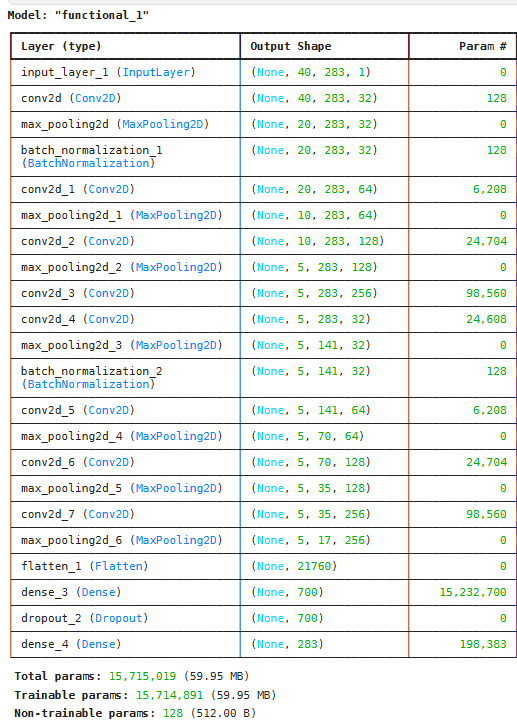 Model: "functional_1"
Layer (type) Output Shape Param #
input_layer_1 (InputLayer) (None, 40, 283, 1) 0
conv2d (Conv2D) (None, 40, 283, 32) 128
max_pooling2d (MaxPooling2D) (None, 20, 283, 32) 0
batch_normalization_1 (None, 20, 283, 32) 128
(BatchNormalization)
conv2d_1 (Conv2D) (None, 20, 283, 64) 6,208
max_pooling2d_1 (MaxPooling2D) (None, 10, 283, 64) 0
conv2d_2 (Conv2D) (None, 10, 283, 128) 24,704
max_pooling2d_2 (MaxPooling2D) (None, 5, 283, 128) 0
conv2d_3 (Conv2D) (None, 5, 283, 256) 98,560
conv2d_4 (Conv2D) (None, 5, 283, 32) 24,608
max_pooling2d_3 (MaxPooling2D) (None, 5, 141, 32) 0
batch_normalization_2 (None, 5, 141, 32) 128
(BatchNormalization)
conv2d_5 (Conv2D) (None, 5, 141, 64) 6,208
max_pooling2d_4 (MaxPooling2D) (None, 5, 70, 64) 0
conv2d_6 (Conv2D) (None, 5, 70, 128) 24,704
max_pooling2d_5 (MaxPooling2D) (None, 5, 35, 128) 0
conv2d_7 (Conv2D) (None, 5, 35, 256) 98,560
max_pooling2d_6 (MaxPooling2D) (None, 5, 17, 256) 0
flatten_1 (Flatten) (None, 21760) 0
dense_3 (Dense) (None, 700) 15,232,700
dropout_2 (Dropout) (None, 700) 0
dense_4 (Dense) (None, 283) 198,383
Total params: 15,715,019 (59.95 MB)
Trainable params: 15,714,891 (59.95 MB)
Non-trainable params: 128 (512.00 B)